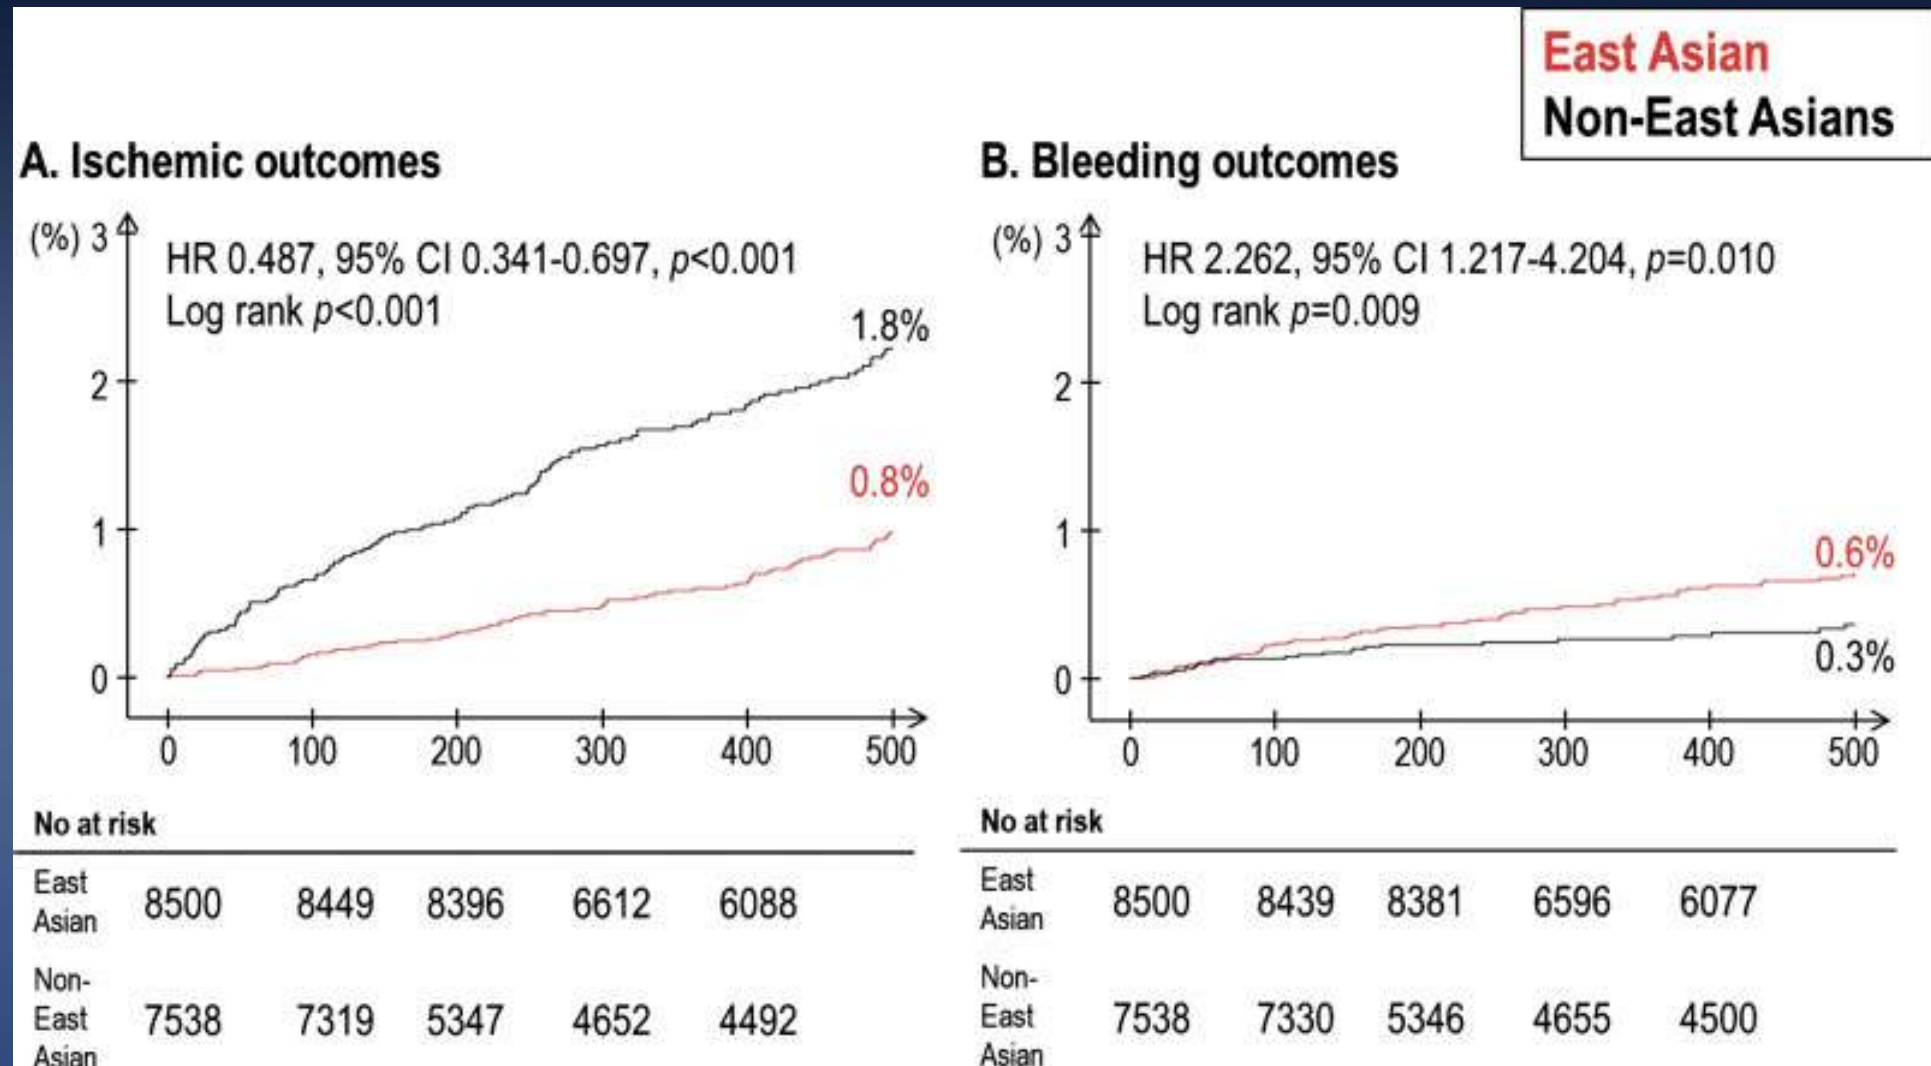 East Asian
Non-East Asians
A. Ischemic outcomes
(%) 3
HR 0.487, 95% CI 0.341-0.697, p<0.001
Log rank p<0.001
1.8%
2
0.8%
1
0
0 100 200 300 400 500
No at risk
East
Asian
8500 8449 8396 6612 6088
Non-
East
Asian
7538 7319 5347 4652 4492
B. Bleeding outcomes
(%) 3
HR 2.262, 95% CI 1.217-4.204, p=0.010
Log rank p=0.009
2
1
0.6%
0.3%
0
0 100 200 300 400 500
No at risk
East
Asian
8500 8439 8381 6596 6077
Non-
East
Asian
7538 7330 5346 4655 4500